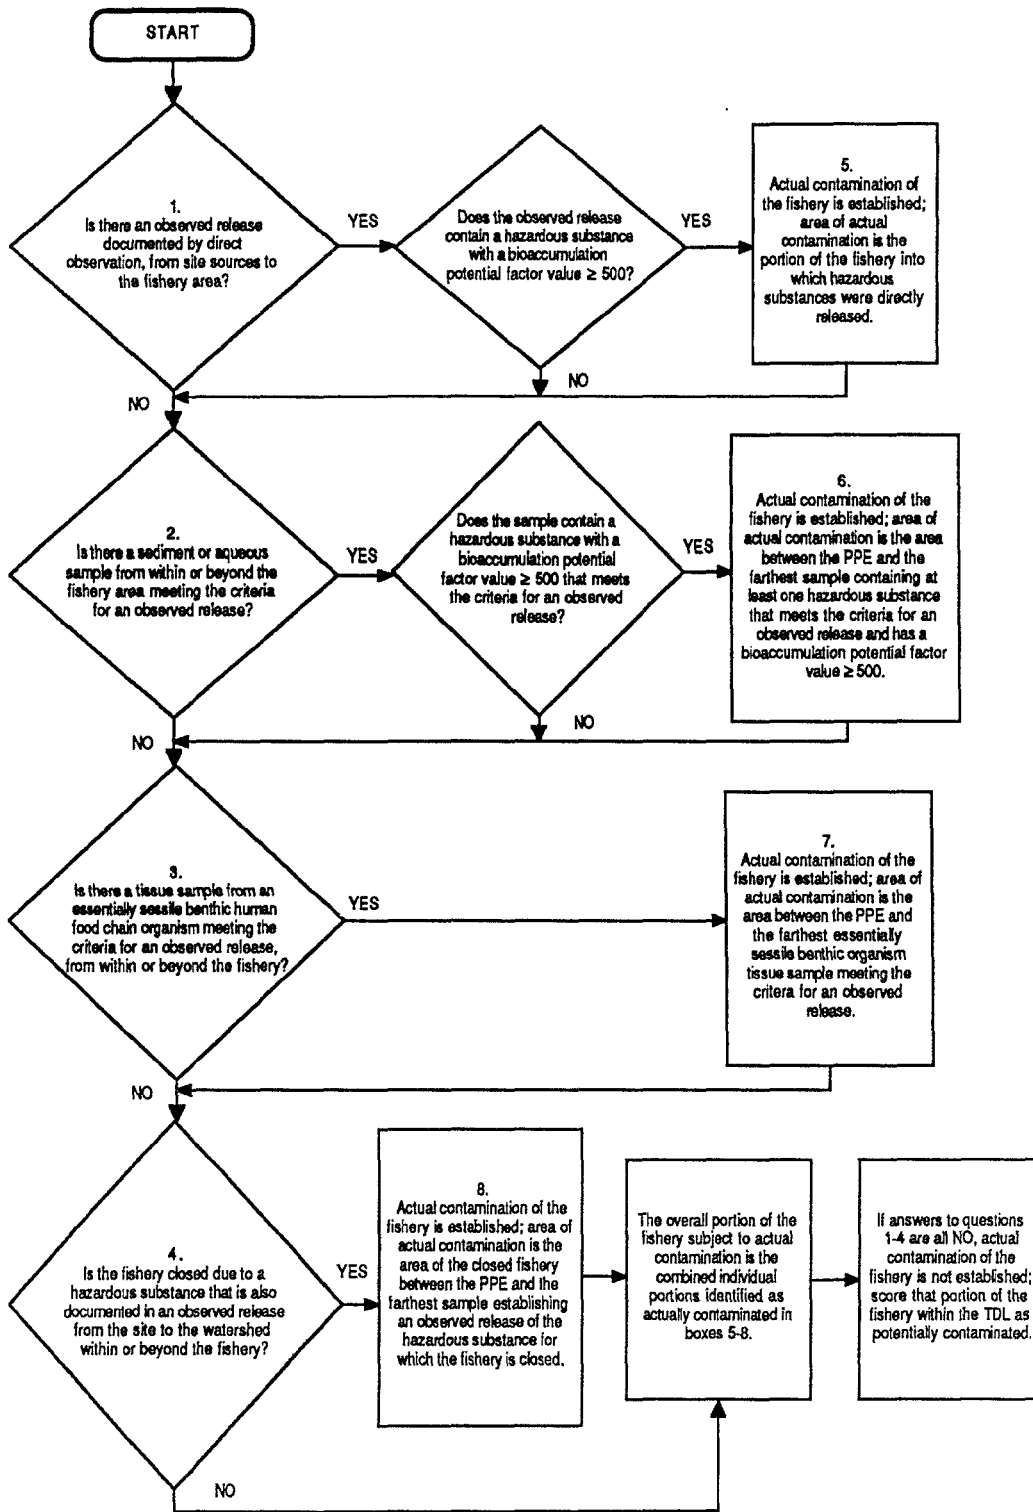 START
1.
Is there an observed release
documented by direct
observation, from site sources to
the fishery area?
YES
Does the observed release
contain a hazardous substance
with a bioaccumulation
potential factor value ≥ 500?
YES
5.
Actual contamination of
the fishery is established;
area of actual
contamination is the
portion of the fishery into
which hazardous
substances were directly
released.
NO
NO
2.
Is there a sediment or aqueous
sample from within or beyond the
fishery area meeting the criteria
for an observed release?
YES
Does the sample contain a
hazardous substance with a
bioaccumulation potential
factor value ≥ 500 that meets
the criteria for an observed
release?
YES
6.
Actual contamination of the
fishery is established; area of
actual contamination is the area
between the PPE and the
farthest sample containing at
least one hazardous substance
that meets the criteria for an
observed release and has a
bioaccumulation potential factor
value ≥ 500.
NO
NO
3.
Is there a tissue sample from an
essentially sessile benthic human
food chain organism meeting the
criteria for an observed release,
from within or beyond the fishery?
YES
7.
Actual contamination of the
fishery is established; area of
actual contamination is the
area between the PPE and
the farthest essentially
sessile benthic organism
tissue sample meeting the
critera for an observed
release.
NO
4.
Is the fishery closed due to a
hazardous substance that is also
documented in an observed release
from the site to the watershed
within or beyond the fishery?
YES
8.
Actual contamination of the
fishery is established; area of
actual contamination is the
area of the closed fishery
between the PPE and the
farthest sample establishing
an observed release of the
hazardous substance for
which the fishery is closed.
The overall portion of the
fishery subject to actual
contamination is the
combined individual
portions identified as
actually contaminated in
boxes 5-8.
If answers to questions
1-4 are all NO, actual
contamination of the
fishery is not established;
score that portion of the
fishery within the TDL as
potentially contaminated.
NO